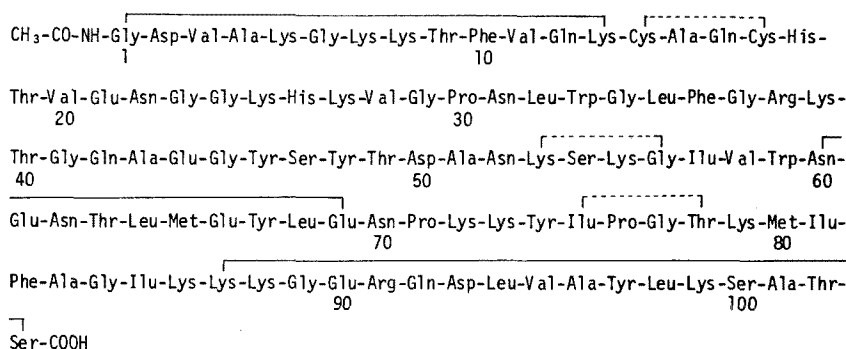 CH3-CO-NH-Gly-Asp-Val-Ala-Lys-Gly-Lys-Lys-Thr-Phe-Val-Gln-Lys-Cys-Ala-Gln-Cys-His-
1 10
Thr-Val-Glu-Asn-Gly-Gly-Lys-His-Lys-Val-Gly-Pro-Asn-Leu-Trp-Gly-Leu-Phe-Gly-Arg-Lys-
20 30
Thr-Gly-Gln-Ala-Glu-Gly-Tyr-Ser-Tyr-Thr-Asp-Ala-Asn-Lys-Ser-Lys-Gly-Ilu-Val-Trp-Asn-
40 50 60
Glu-Asn-Thr-Leu-Met-Glu-Tyr-Leu-Glu-Asn-Pro-Lys-Lys-Tyr-Ilu-Pro-Gly-Thr-Lys-Met-Ilu-
70 80
Phe-Ala-Gly-Ilu-Lys-Lys-Lys-Gly-Glu-Arg-Gln-Asp-Leu-Val-Ala-Tyr-Leu-Lys-Ser-Ala-Thr-
90 100
Ser-COOH